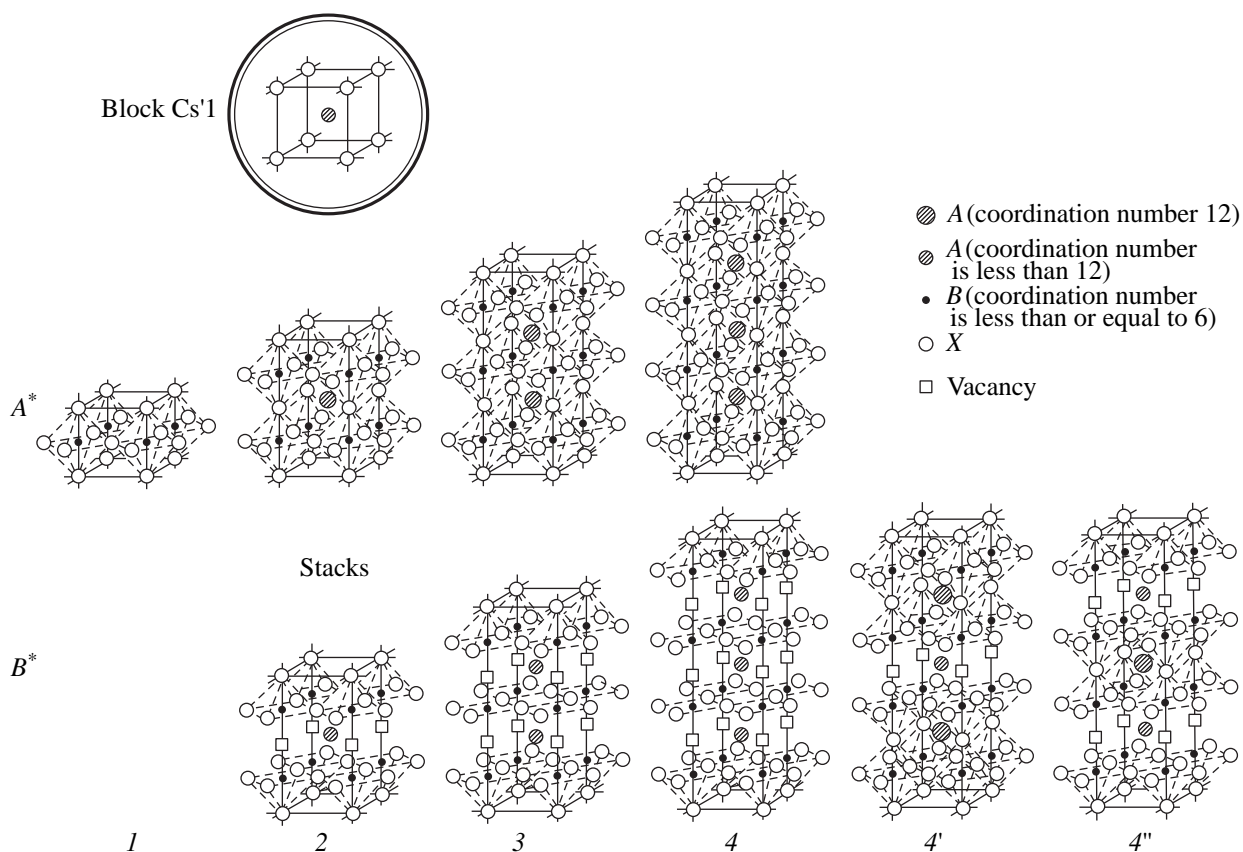 Block Cs'1
A (coordination number 12)
A (coordination number
is less than 12)
B (coordination number
is less than or equal to 6)
X
Vacancy
A*
Stacks
B*
1 2 3 4 4' 4"